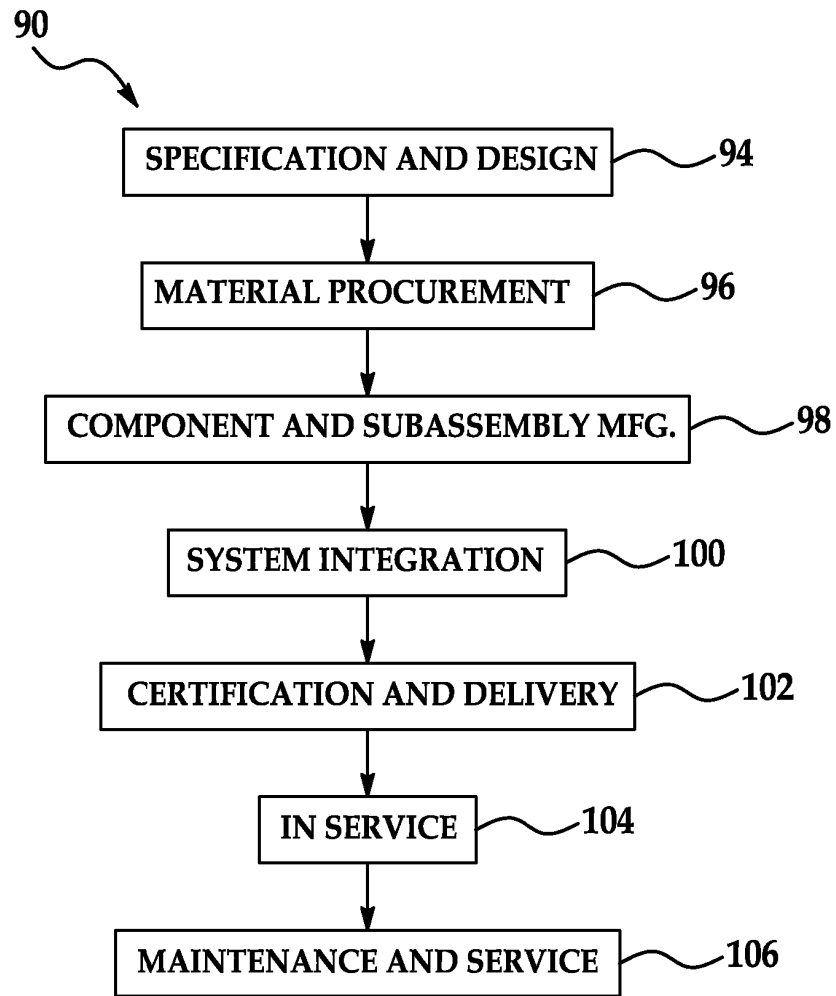 90
SPECIFICATION AND DESIGN 94
MATERIAL PROCUREMENT 96
COMPONENT AND SUBASSEMBLY MFG. 98
SYSTEM INTEGRATION 100
CERTIFICATION AND DELIVERY 102
IN SERVICE 104
MAINTENANCE AND SERVICE 106